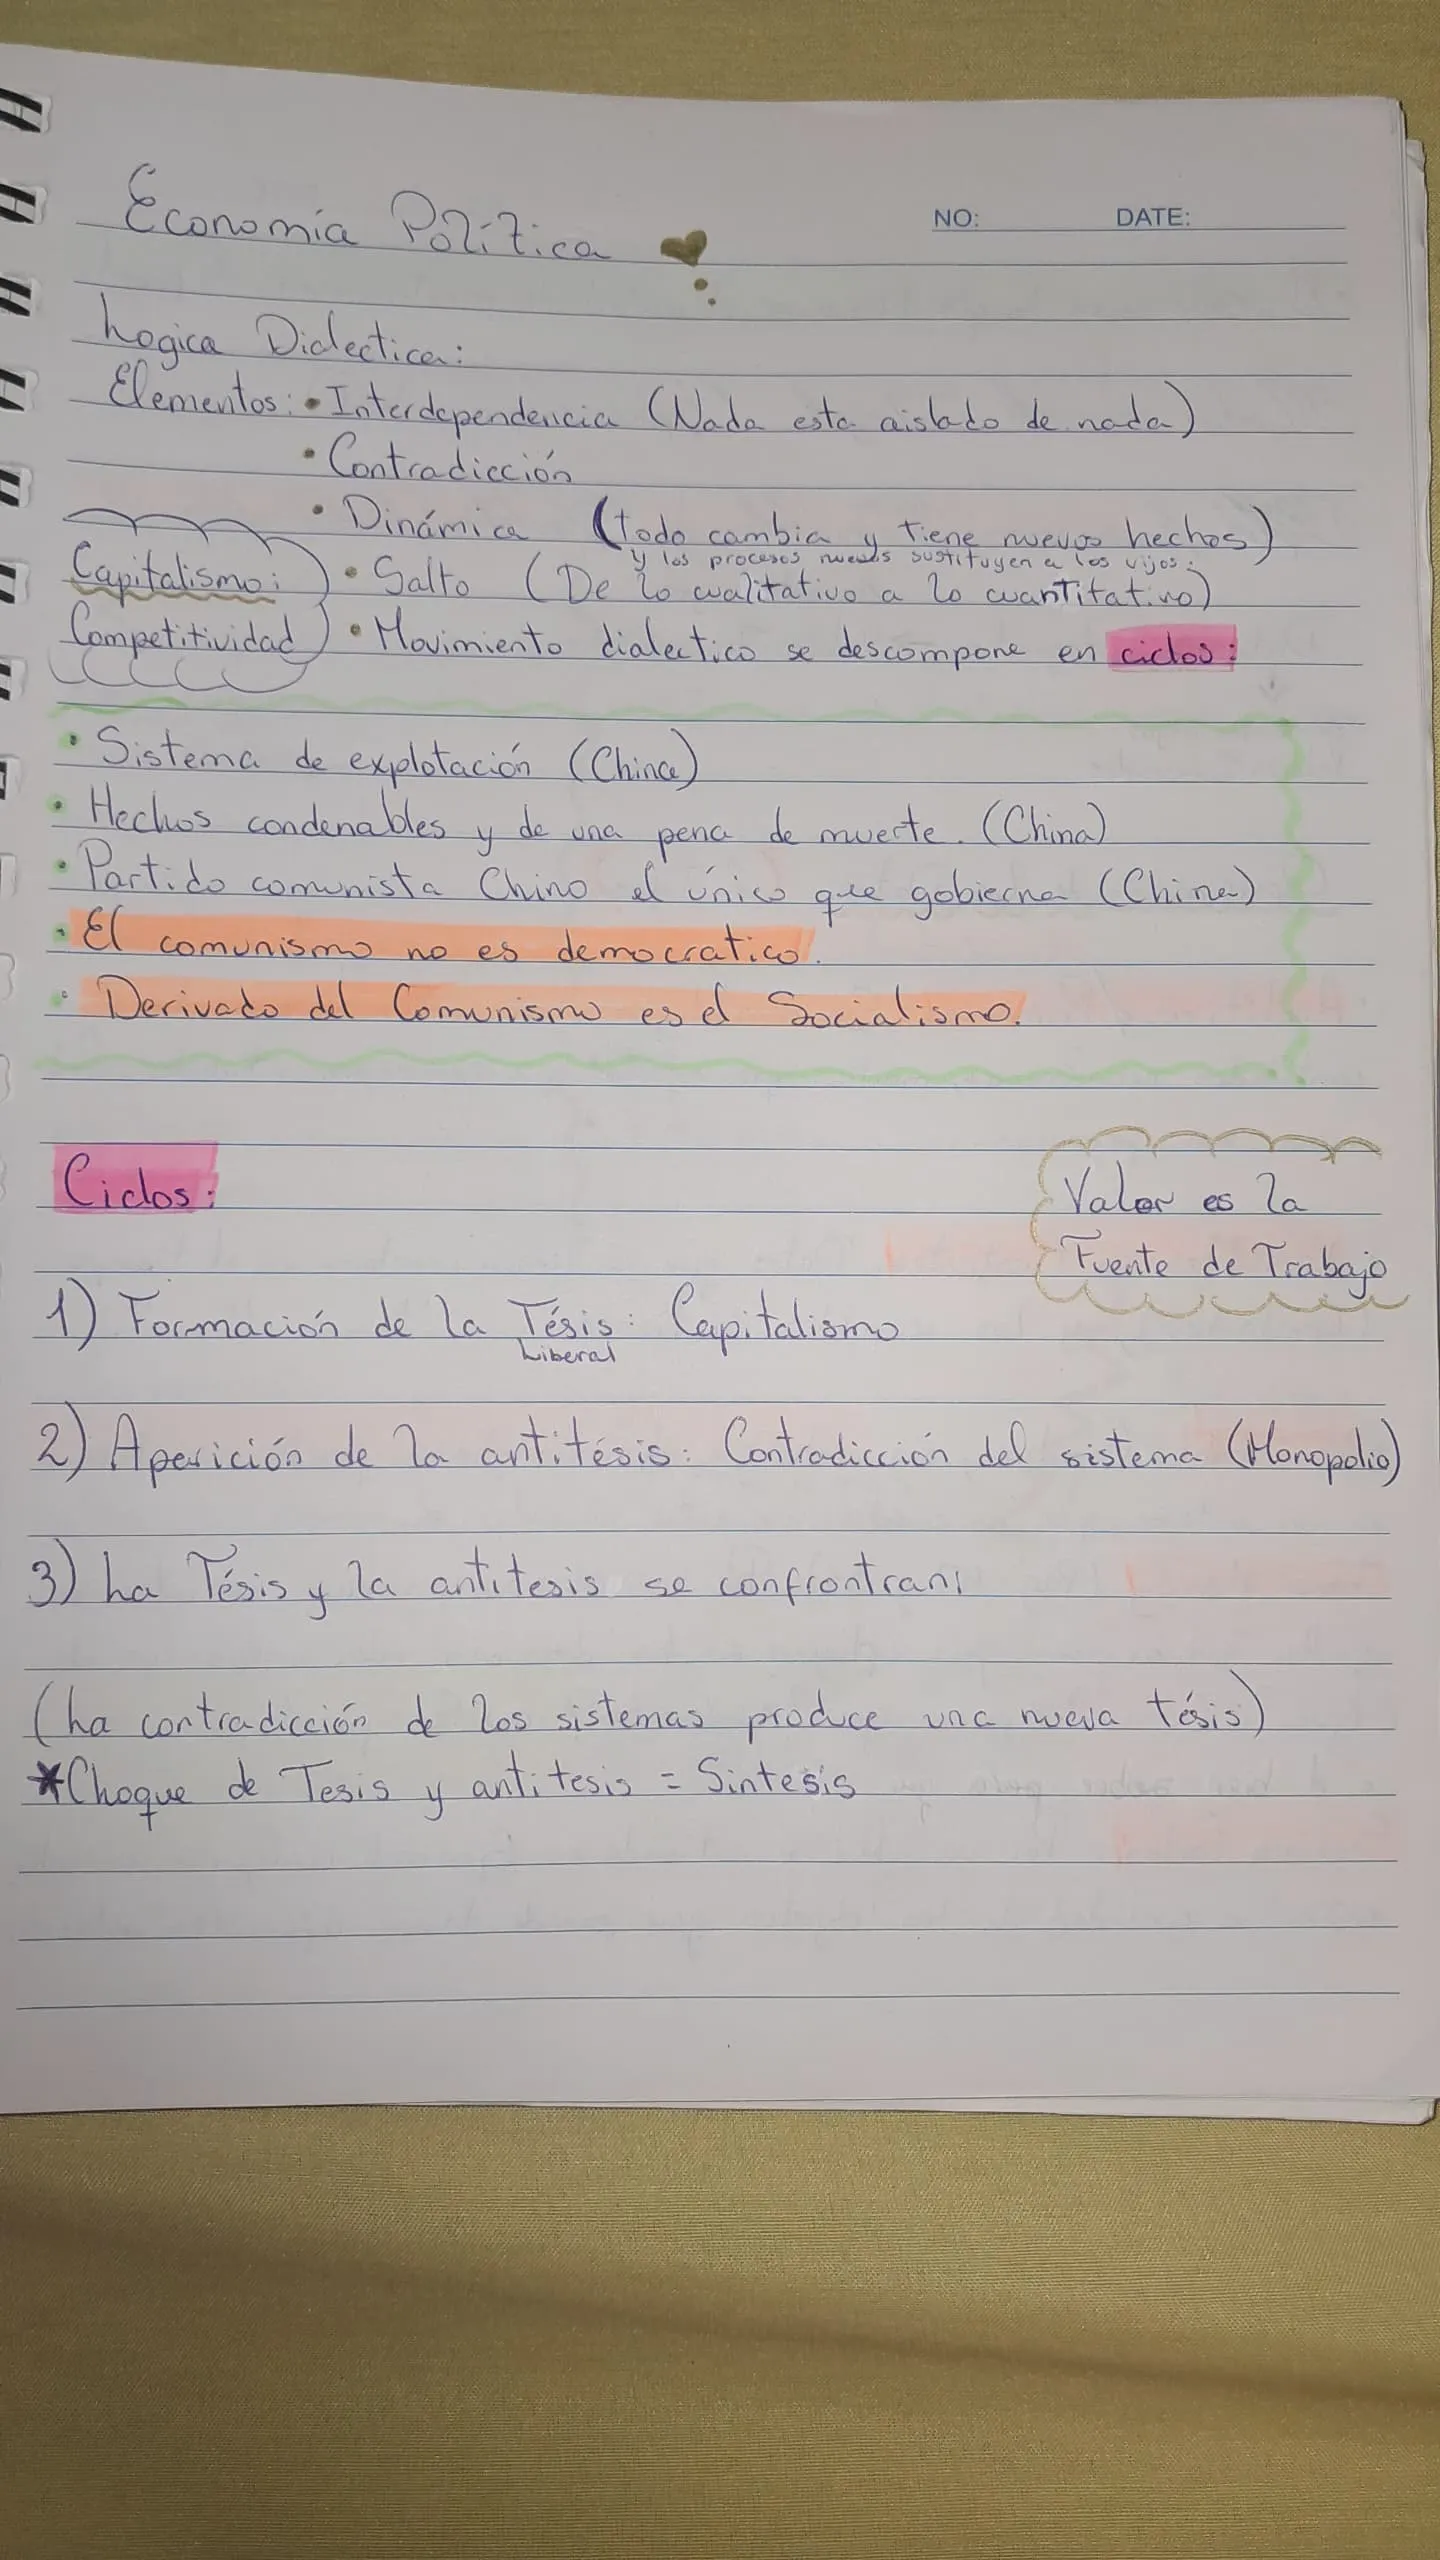 Economía Política
NO: DATE:
Logica Dialectica:
Elementos: • Interdependencia (Nada esta aislado de nada)
• Contradicción
• Dinámica (todo cambia y tiene nuevos hechos)
y los procesos nuevos sustituyen a los vijos.
Capitalismo: • Salto (De lo cualitativo a lo cuantitativo)
Competitividad • Movimiento dialectico se descompone en ciclos:
• Sistema de explotación (China)
• Hechos condenables y de una pena de muerte. (China)
• Partido comunista Chino el único que gobierna (China)
• El comunismo no es democratico.
• Derivado del Comunismo es el Socialismo.
Ciclos:
Valor es la
Fuente de Trabajo
1) Formación de la Tésis: Capitalismo
Liberal
2) Aparición de la antitésis: Contradicción del sistema (Monopolio)
3) La Tésis y la antitesis se confrontran:
(La contradicción de los sistemas produce una nueva tésis)
*Choque de Tesis y antitesis = Sintesis